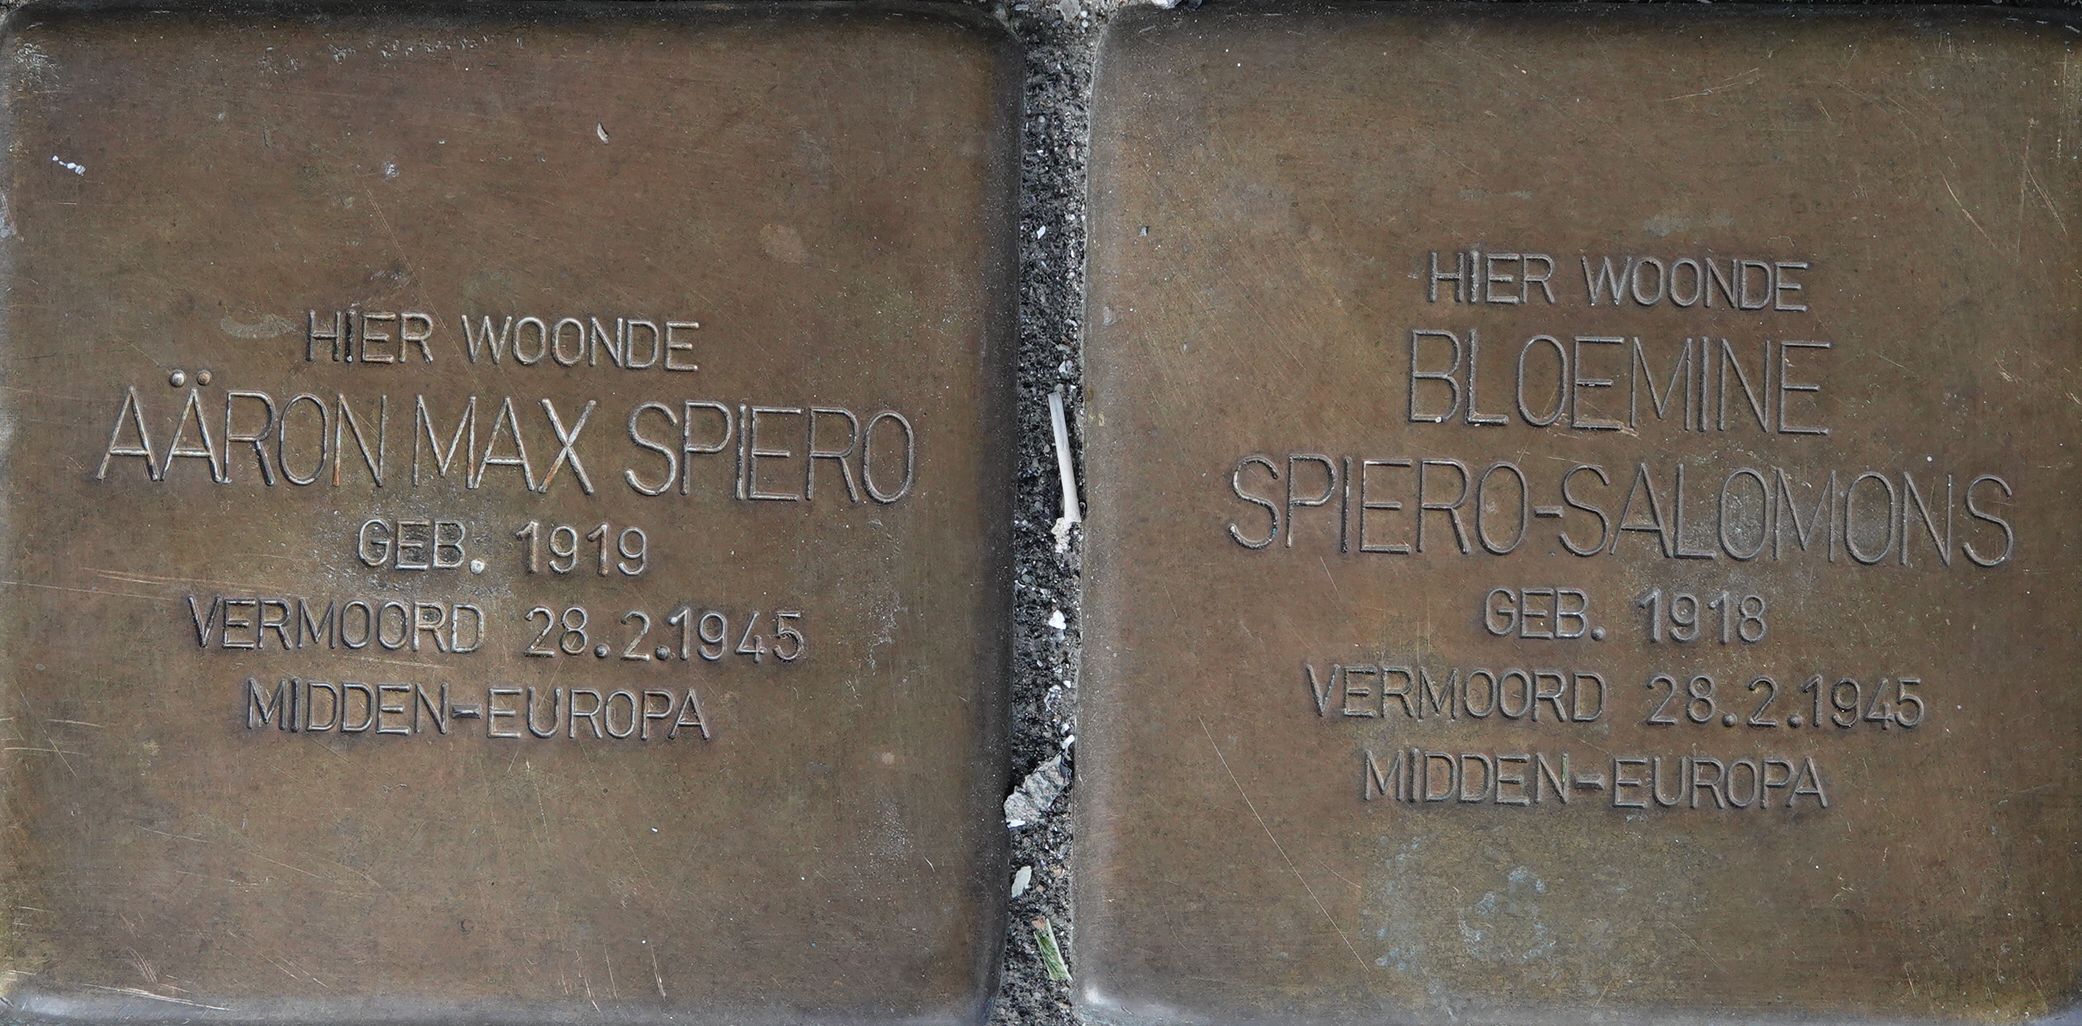 HIER WOONDE
AÄRON MAX SPIERO
GEB. 1919
VERMOORD 28.2.1945
MIDDEN-EUROPA
HIER WOONDE
BLOEMINE
SPIERO-SALOMONS
GEB. 1918
VERMOORD 28.2.1945
MIDDEN-EUROPA